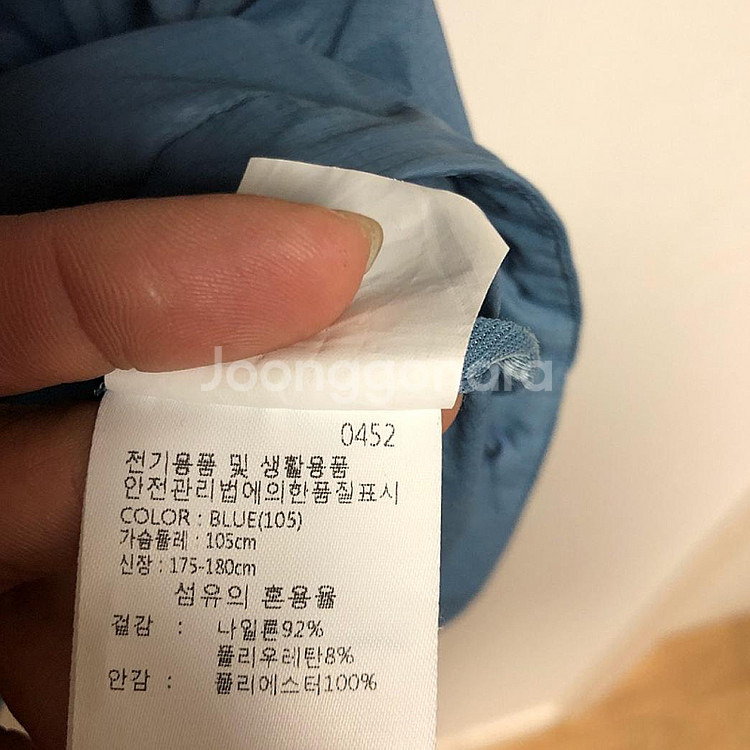 Joonggonara
0452
전기용품 및 생활용품
안전관리법에의한품질표시
COLOR : BLUE(105)
가슴둘레 : 105cm
신장 : 175-180cm
섬유의 혼용율
겉감 : 나일론92%
폴리우레탄8%
안감 : 폴리에스터100%